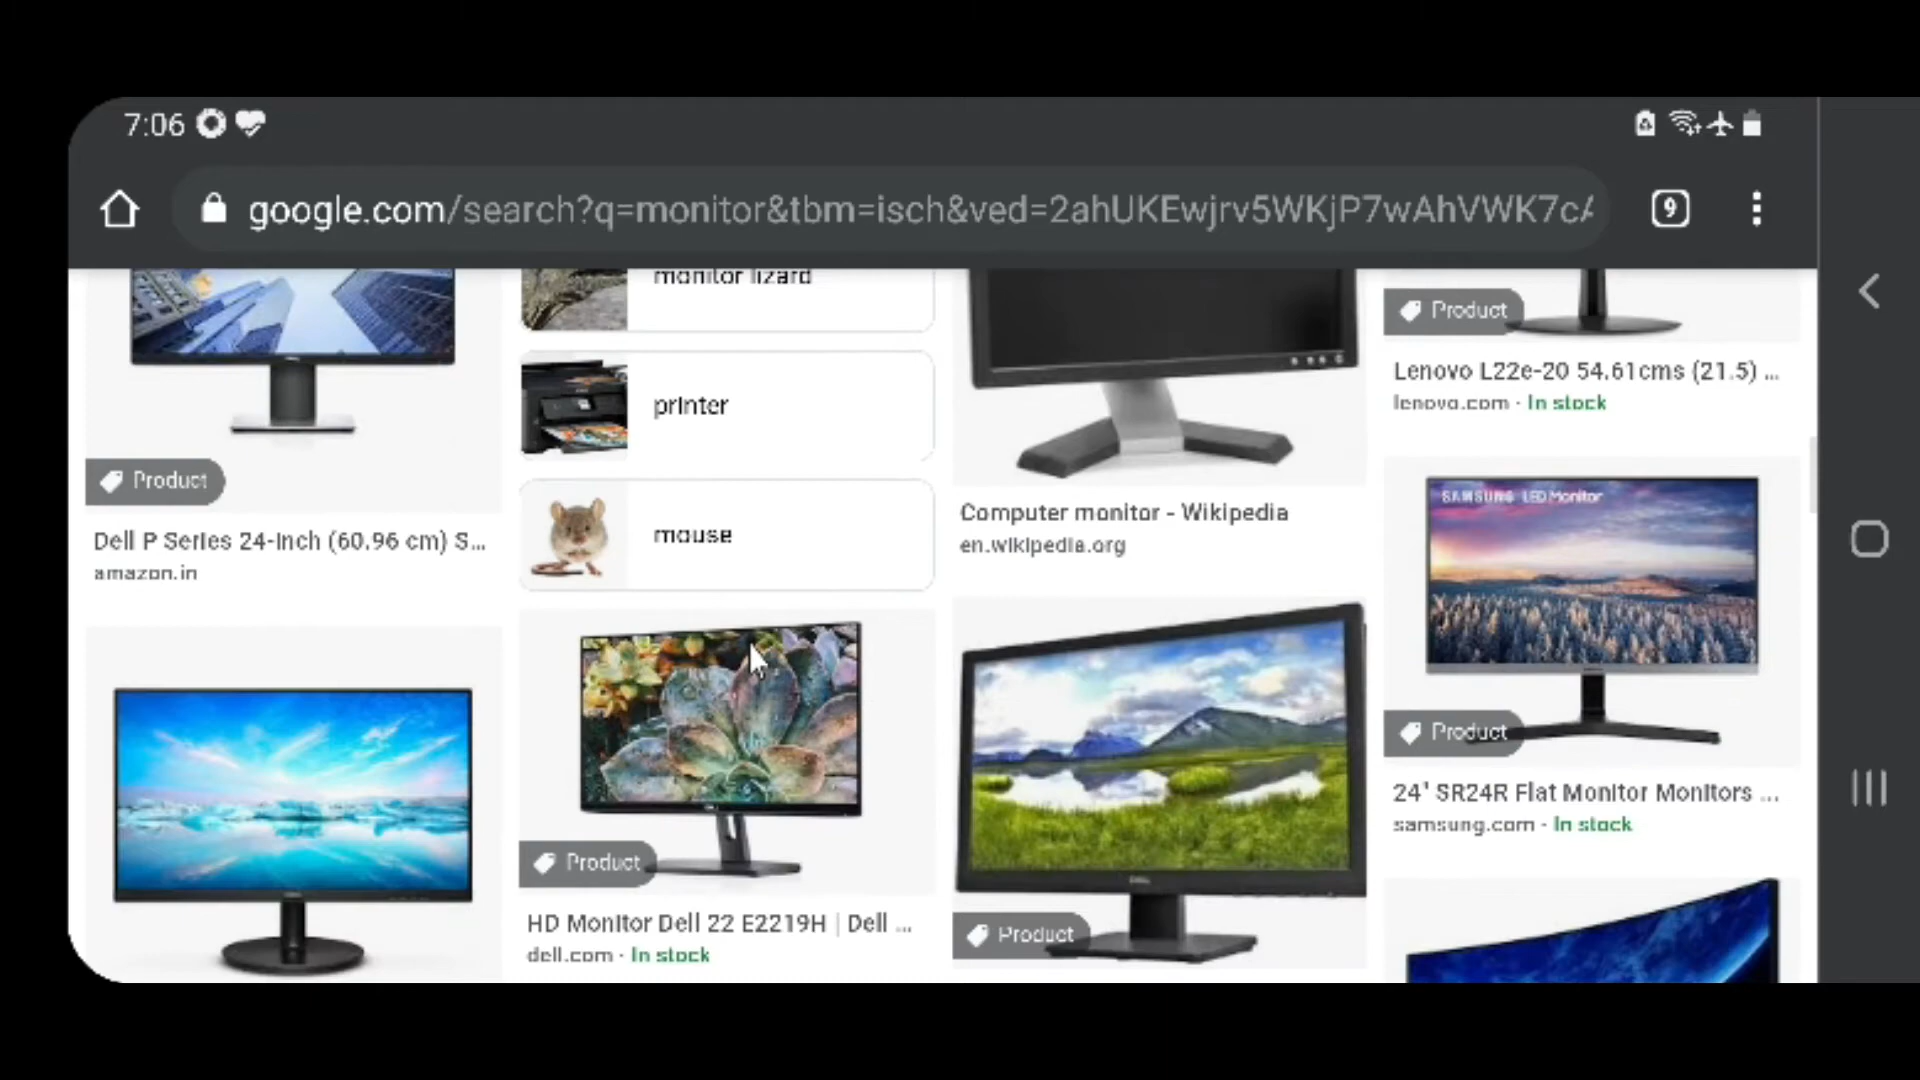 7:06
google.com/search?q=monitor&tbm=isch&ved=2ahUKEwjrv5WKjP7wAhVWK7cA
9
Product
Dell P Series 24-Inch (60.96 cm) S...
amazon.in
monitor lizard
printer
mouse
Product
HD Monitor Dell 22 E2219H | Dell ...
dell.com · In stock
Computer monitor - Wikipedia
en.wikipedia.org
Product
Product
Lenovo L22e-20 54.61cms (21.5) ...
lenovo.com · In stock
SAMSUNG LED Monitor
Product
24' SR24R Flat Monitor Monitors ...
samsung.com · In stock